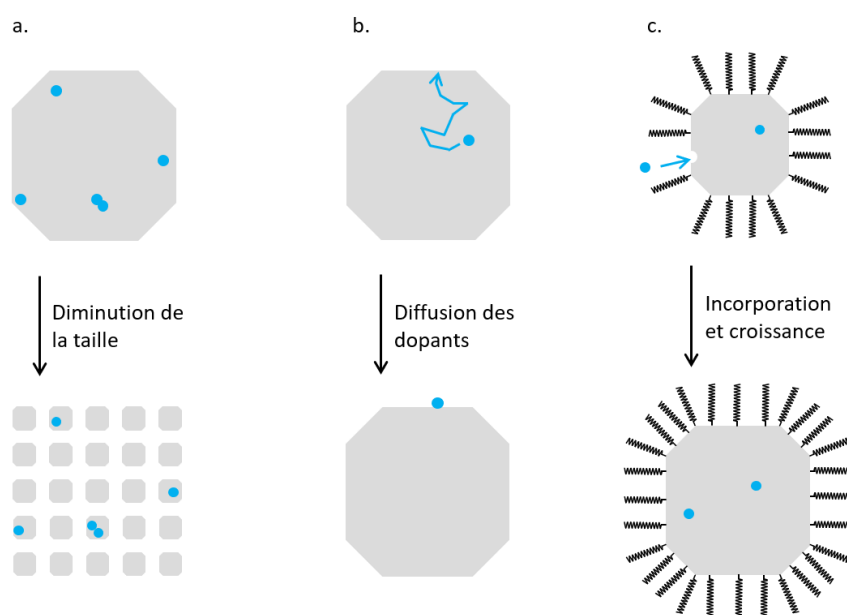 a.
b.
c.
Diminution de
la taille
Diffusion des
dopants
Incorporation
et croissance